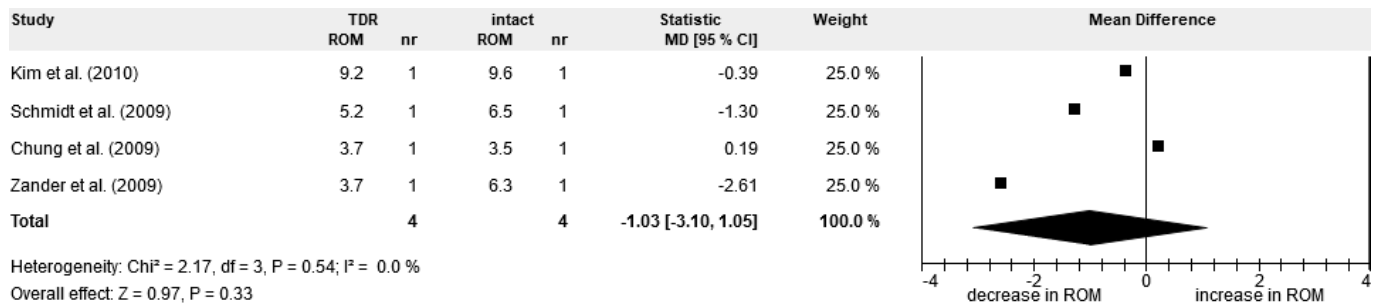 Study TDR intact Statistic Weight Mean Difference
ROM nr ROM nr MD [95 % CI]
Kim et al. (2010) 9.2 1 9.6 1 -0.39 25.0 %
Schmidt et al. (2009) 5.2 1 6.5 1 -1.30 25.0 %
Chung et al. (2009) 3.7 1 3.5 1 0.19 25.0 %
Zander et al. (2009) 3.7 1 6.3 1 -2.61 25.0 %
Total 4 4 -1.03 [-3.10, 1.05] 100.0 %
Heterogeneity: Chi² = 2.17, df = 3, P = 0.54; I² = 0.0 %
Overall effect: Z = 0.97, P = 0.33
-4 -2 0 2 4
decrease in ROM increase in ROM